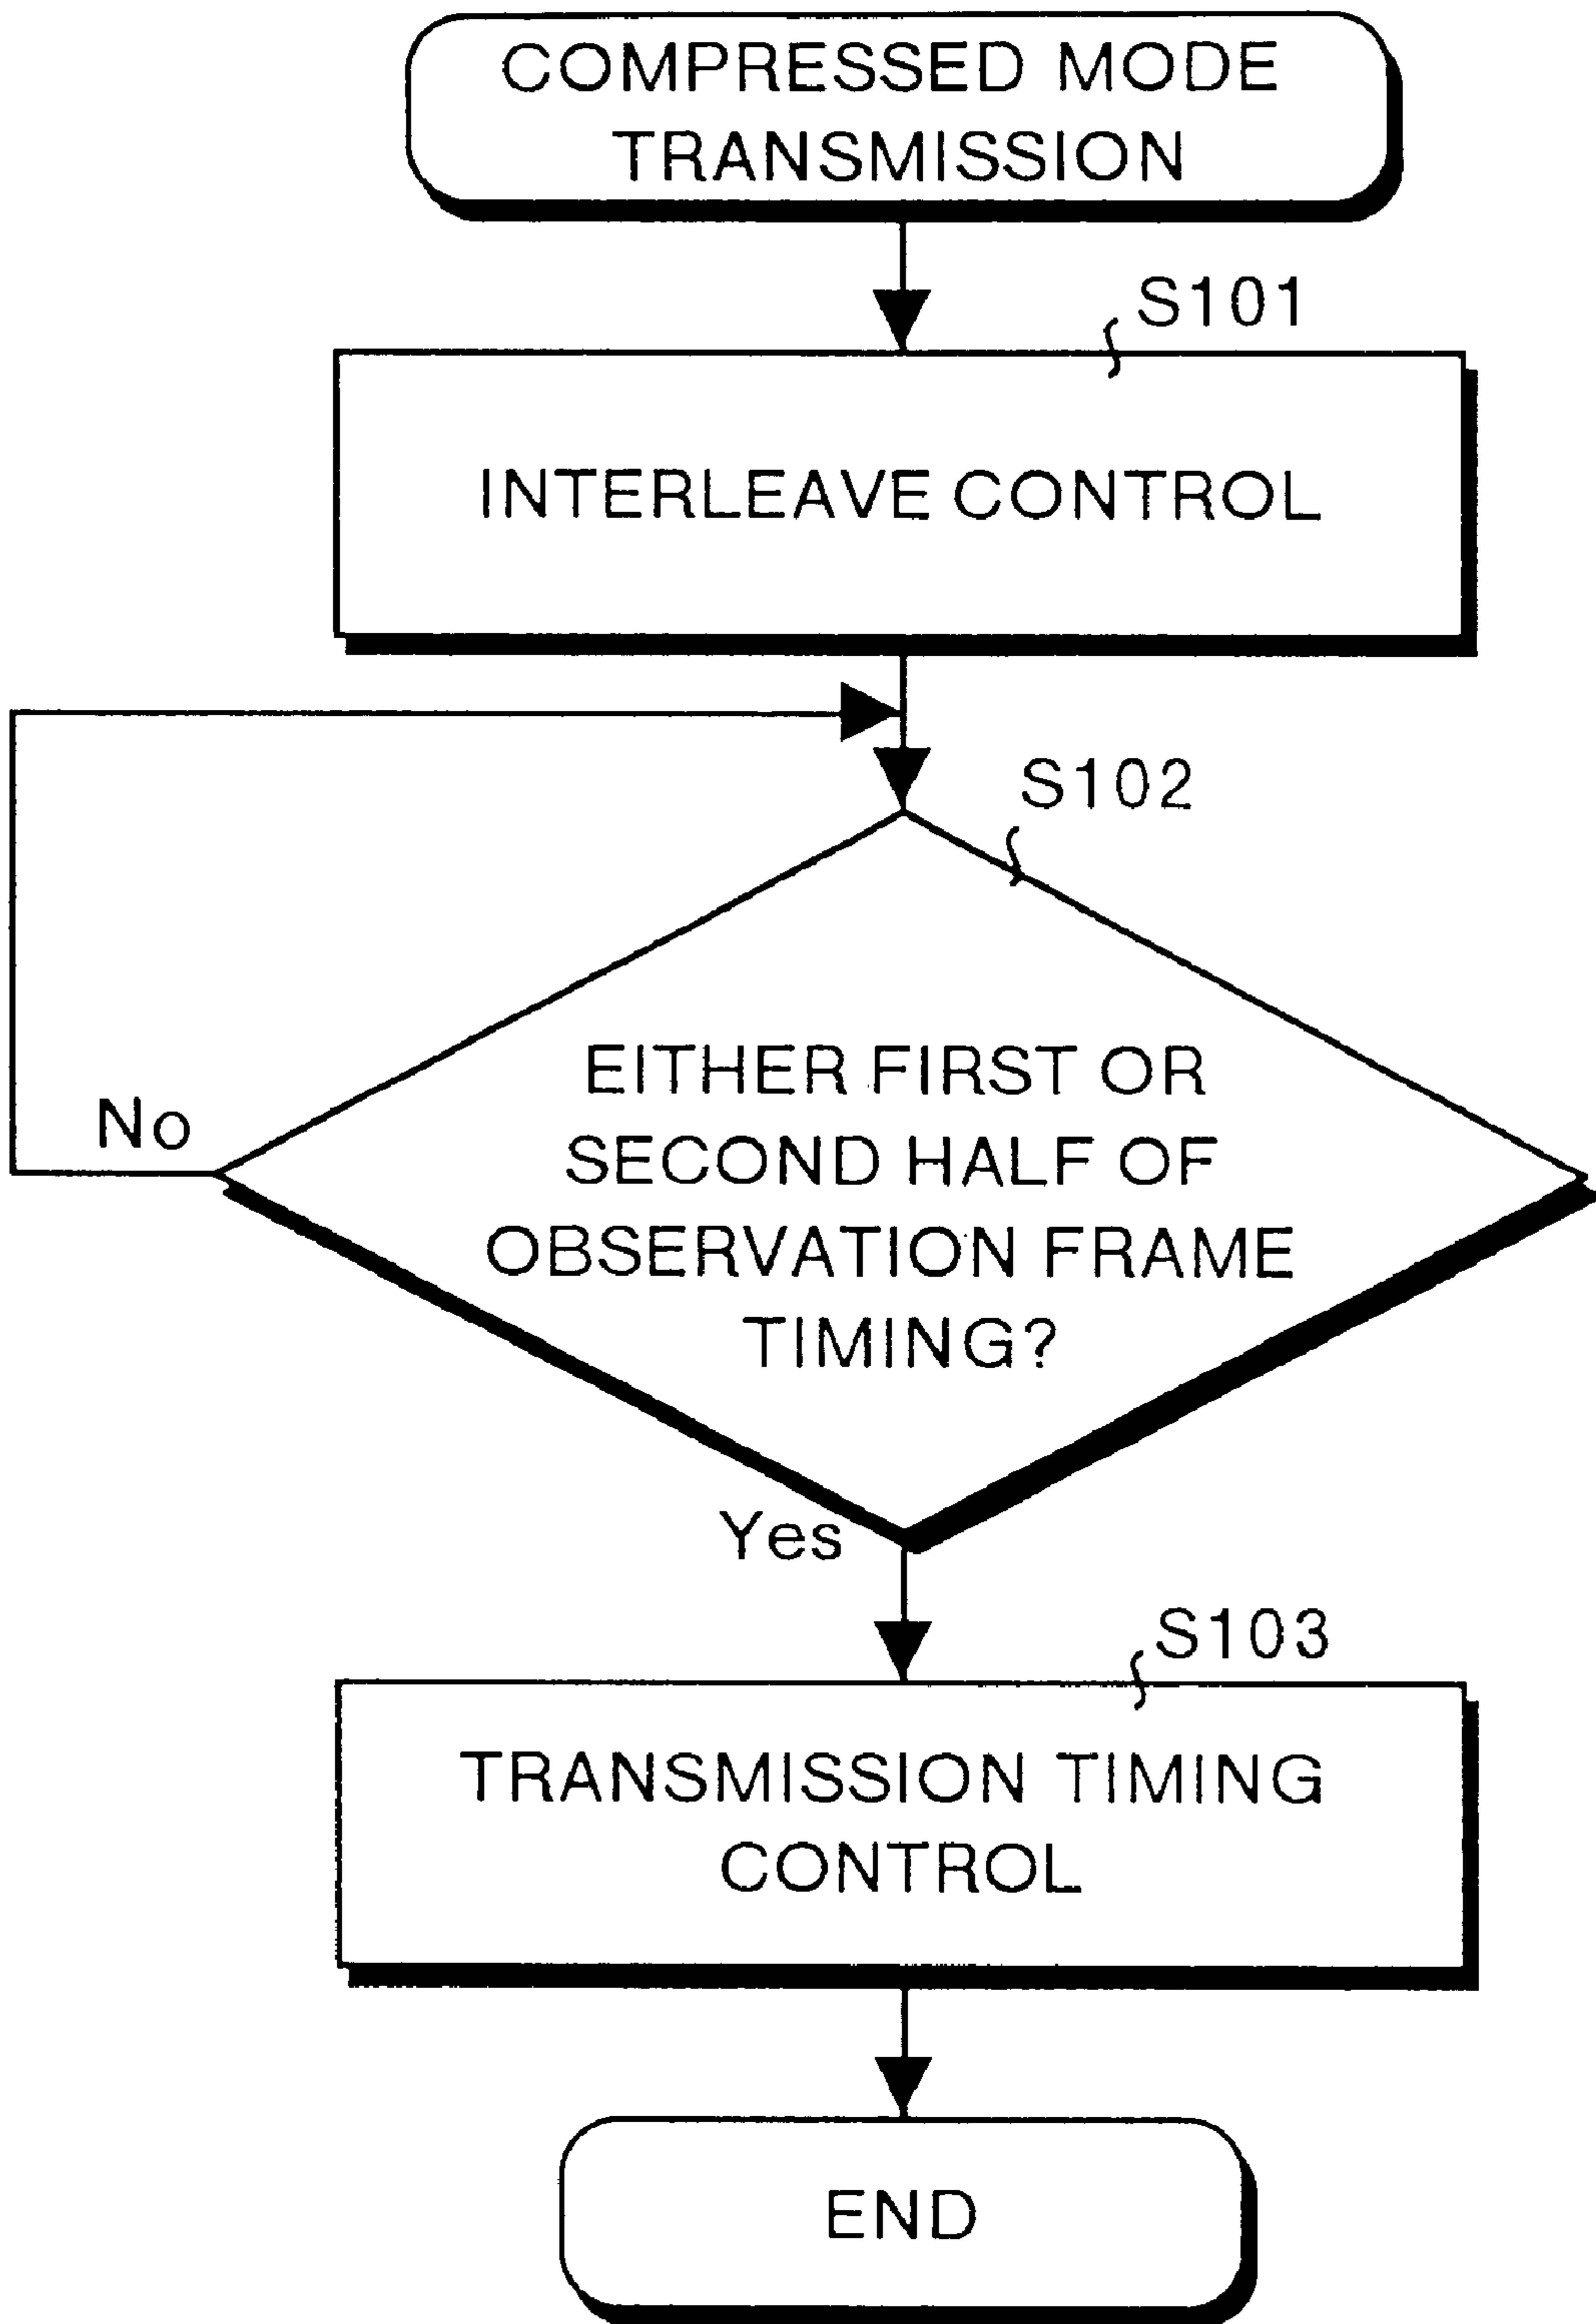 COMPRESSED MODE
TRANSMISSION
S101
INTERLEAVE CONTROL
S102
EITHER FIRST OR
SECOND HALF OF
OBSERVATION FRAME
TIMING?
No
Yes
S103
TRANSMISSION TIMING
CONTROL
END